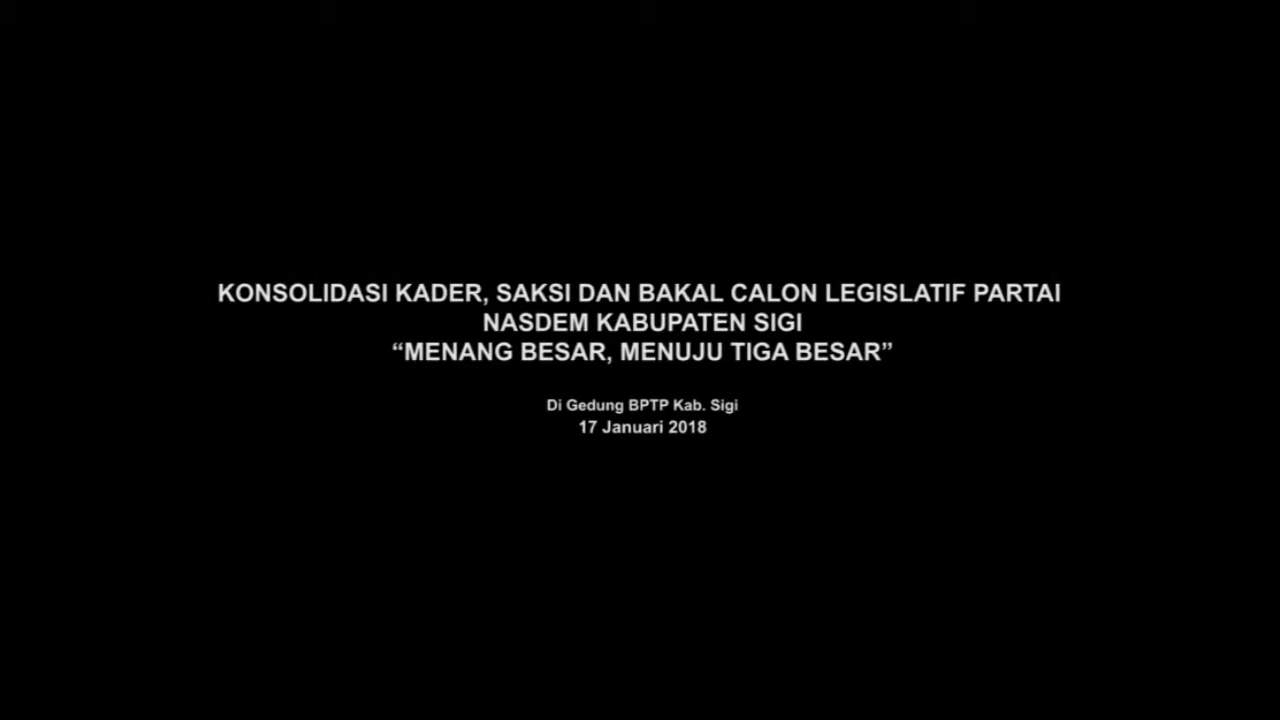 KONSOLIDASI KADER, SAKSI DAN BAKAL CALON LEGISLATIF PARTAI
NASDEM KABUPATEN SIGI
“MENANG BESAR, MENUJU TIGA BESAR”
Di Gedung BPTP Kab. Sigi
17 Januari 2018